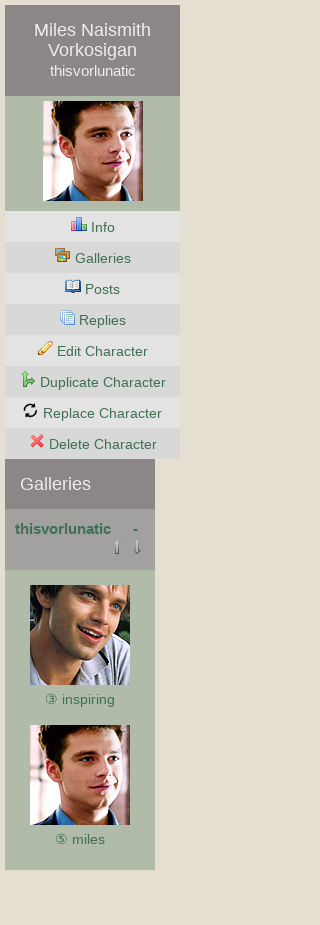 Miles Naismith
Vorkosigan
thisvorlunatic
Info
Galleries
Posts
Replies
Edit Character
Duplicate Character
Replace Character
Delete Character
Galleries
thisvorlunatic -
③ inspiring
⑤ miles